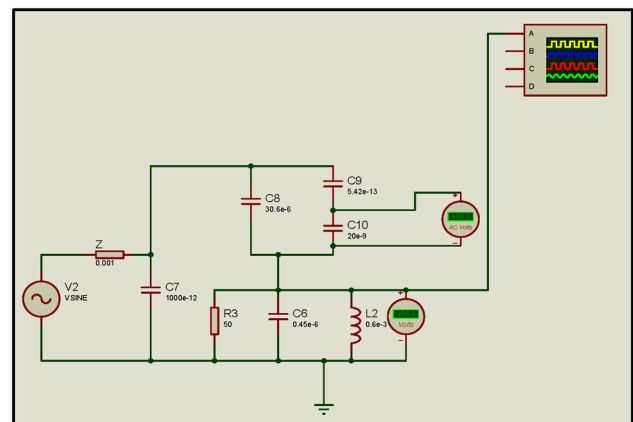 A
B
C
D
C9
5.42e-13
C8
30.6e-6
C10
20e-9
AC Volts
Z
0.001
V2
VSINE
C7
1000e-12
R3
50
C6
0.45e-6
L2
0.6e-3
Volts